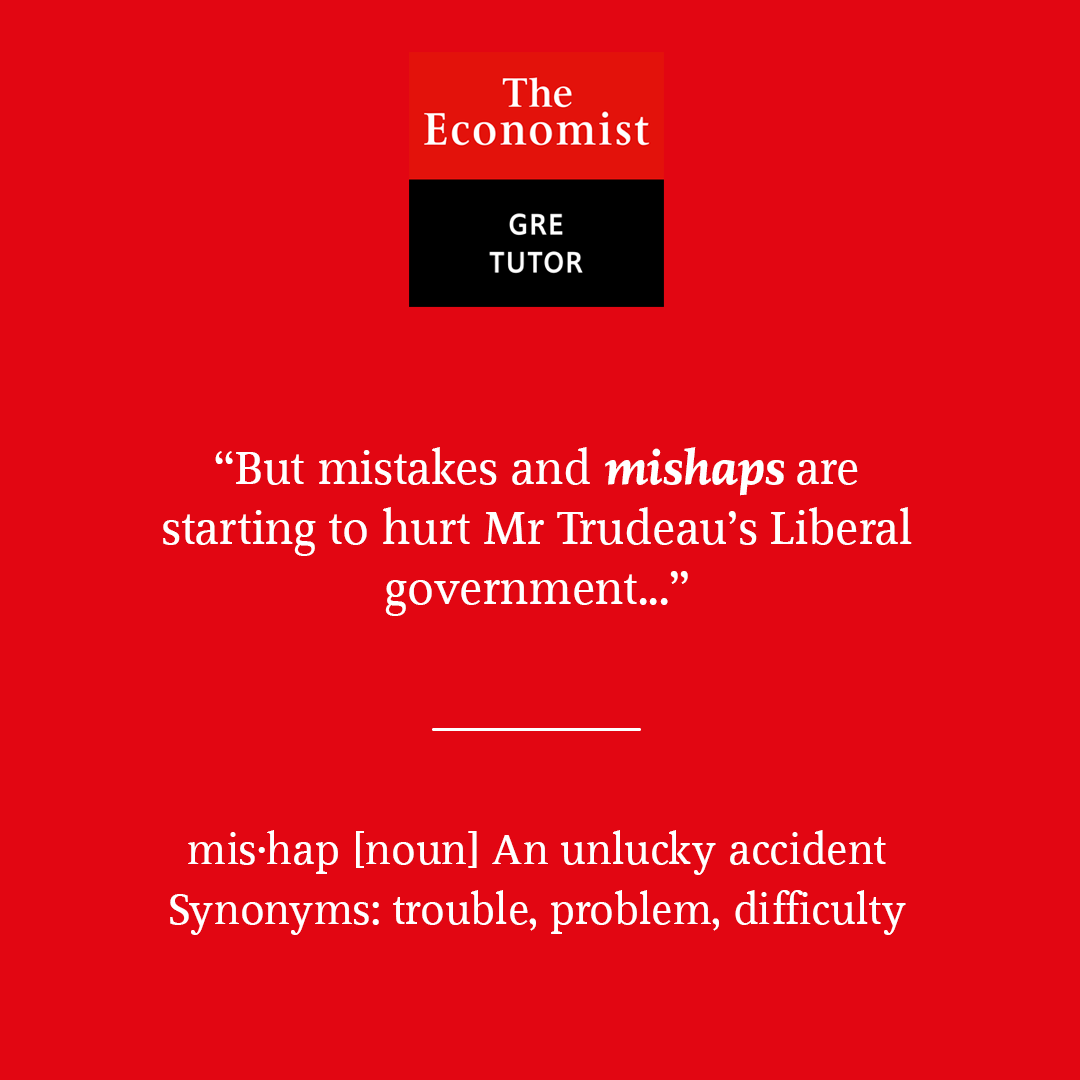 The
Economist
GRE
TUTOR
“But mistakes and mishaps are
starting to hurt Mr Trudeau’s Liberal
government...”
mis·hap [noun] An unlucky accident
Synonyms: trouble, problem, difficulty